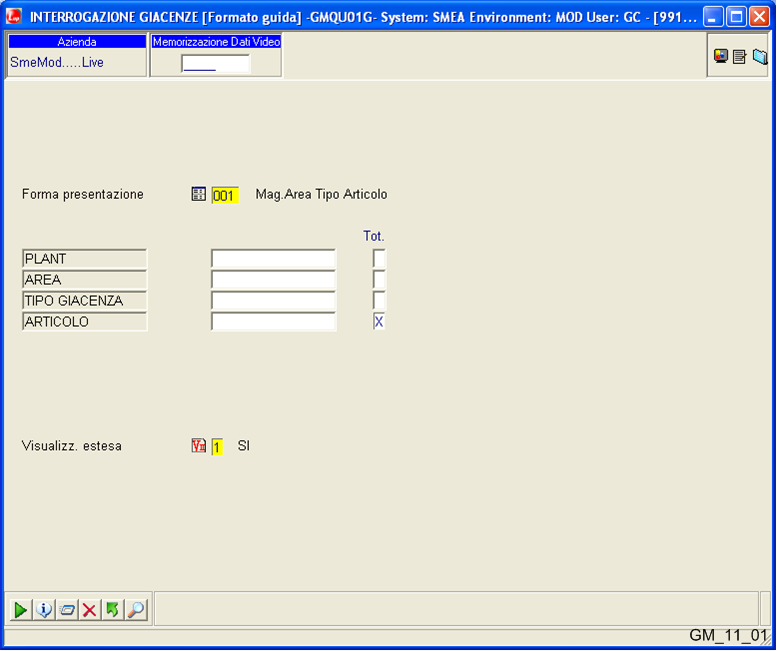 INTERROGAZIONE GIACENZE [Formato guida] -GMQU01G- System: SMEA Environment: MOD User: GC - [991...
Azienda
Memorizzazione Dati Video
SmeMod.....Live
Forma presentazione 001 Mag.Area Tipo Articolo
Tot.
PLANT
AREA
TIPO GIACENZA
ARTICOLO X
Visualizz. estesa 1 SI
GM_11_01